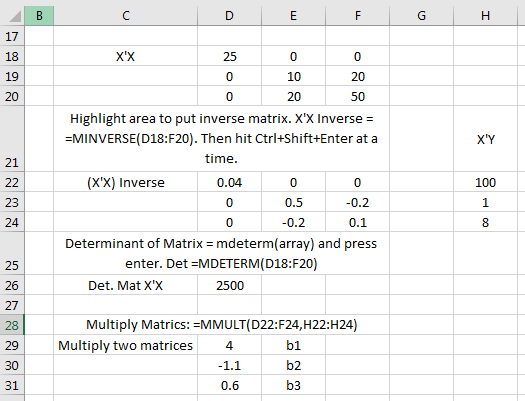 B C D E F G H
17
18 X'X 25 0 0
19 0 10 20
20 0 20 50
Highlight area to put inverse matrix. X'X Inverse =
=MINVERSE(D18:F20). Then hit Ctrl+Shift+Enter at a X'Y
21 time.
22 (X'X) Inverse 0.04 0 0 100
23 0 0.5 -0.2 1
24 0 -0.2 0.1 8
Determinant of Matrix = mdeterm(array) and press
25 enter. Det =MDETERM(D18:F20)
26 Det. Mat X'X 2500
27
28 Multiply Matrics: =MMULT(D22:F24,H22:H24)
29 Multiply two matrices 4 b1
30 -1.1 b2
31 0.6 b3